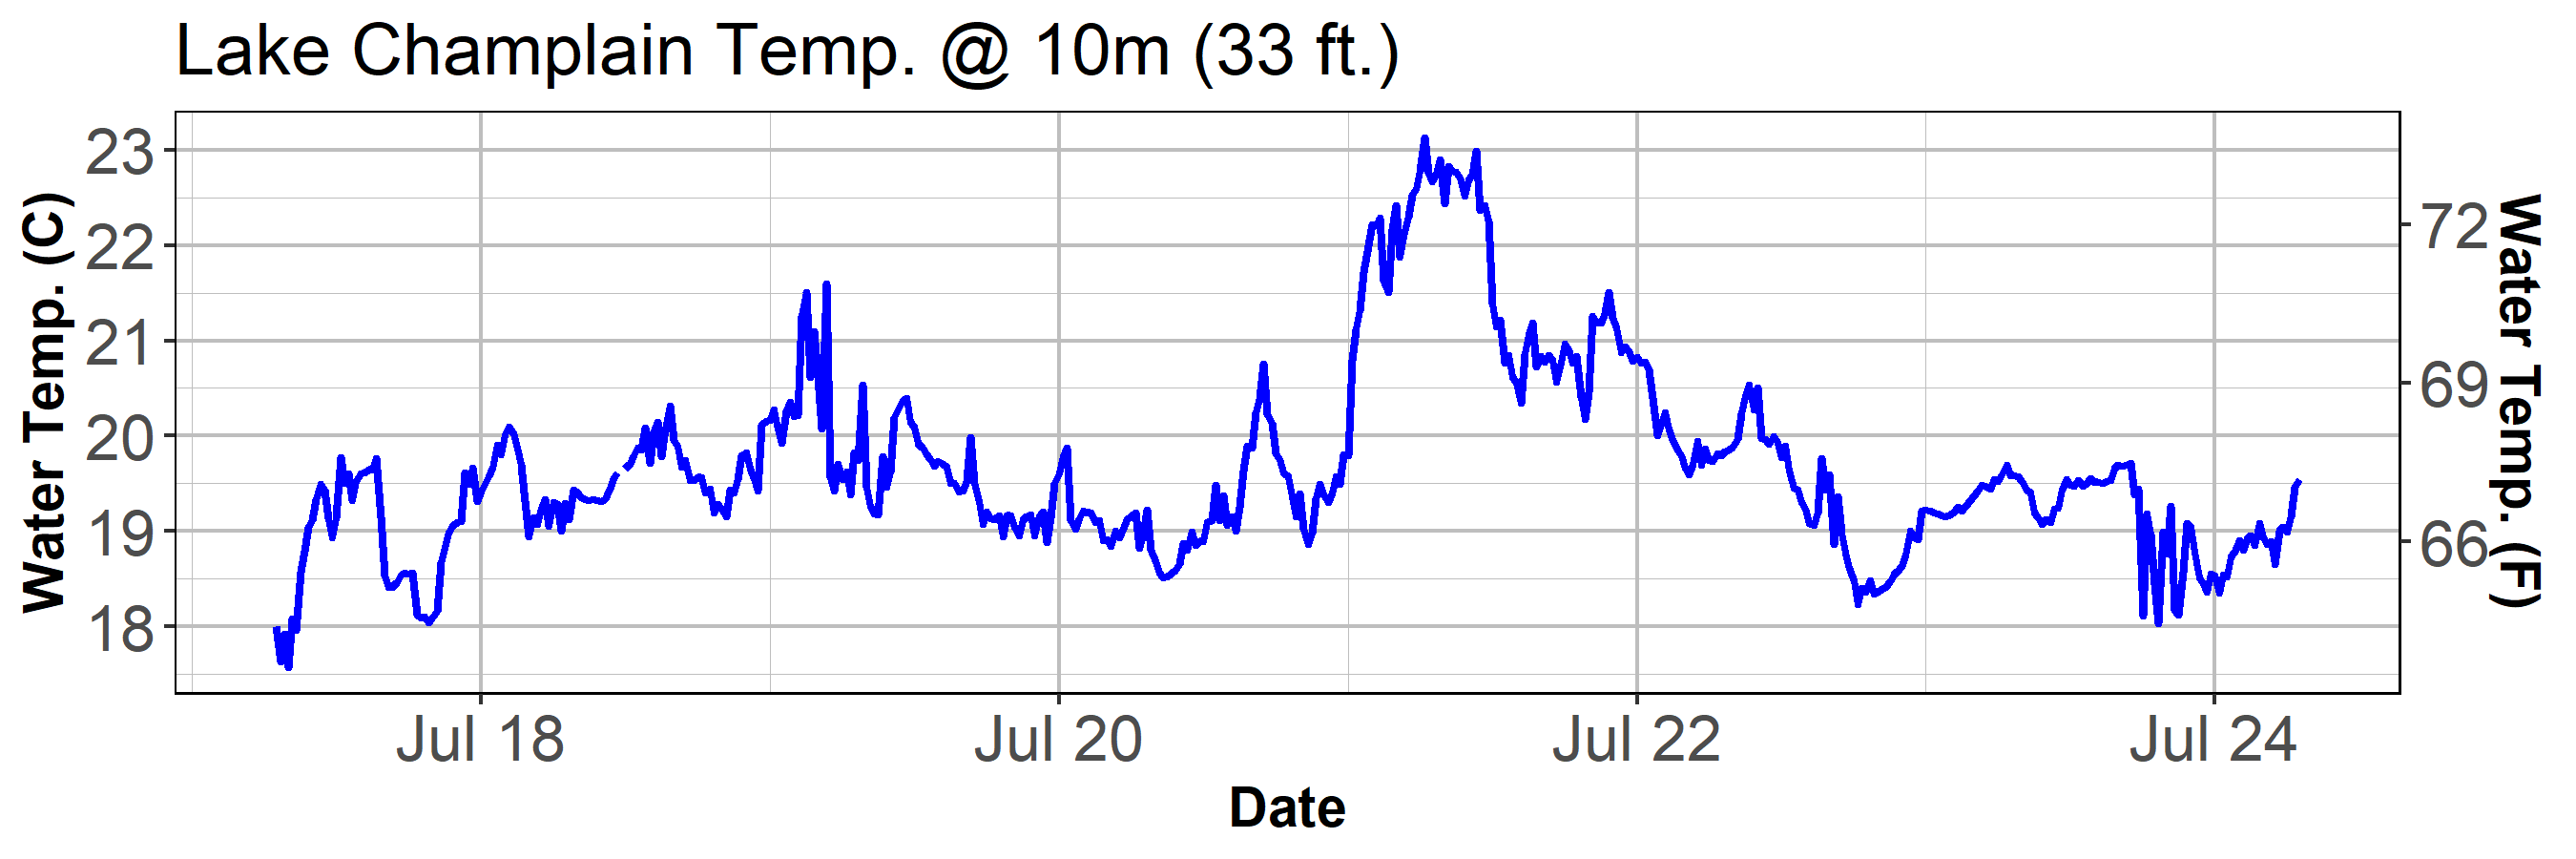 Lake Champlain Temp. @ 10m (33 ft.)
Water Temp. (C)
23
22
21
20
19
18
72
69
66
Water Temp. (F)
Jul 18
Jul 20
Jul 22
Jul 24
Date